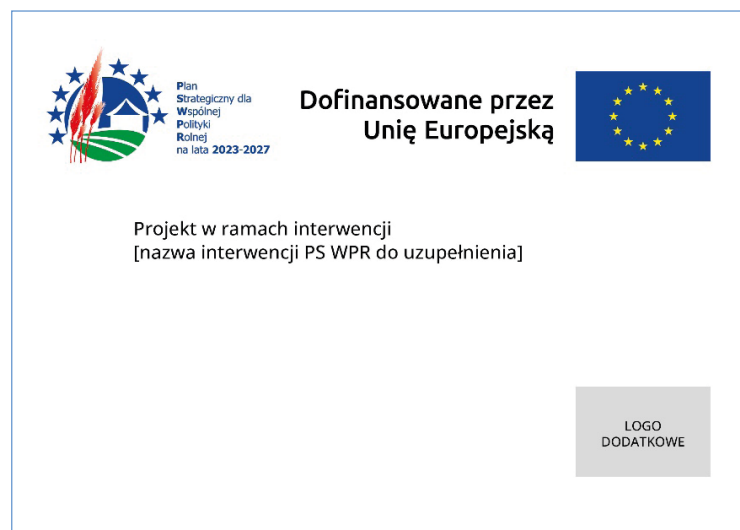 Plan
Strategiczny dla
Wspólnej
Polityki
Rolnej
na lata 2023-2027
Dofinansowane przez
Unię Europejską
Projekt w ramach interwencji
[nazwa interwencji PS WPR do uzupełnienia]
LOGO
DODATKOWE